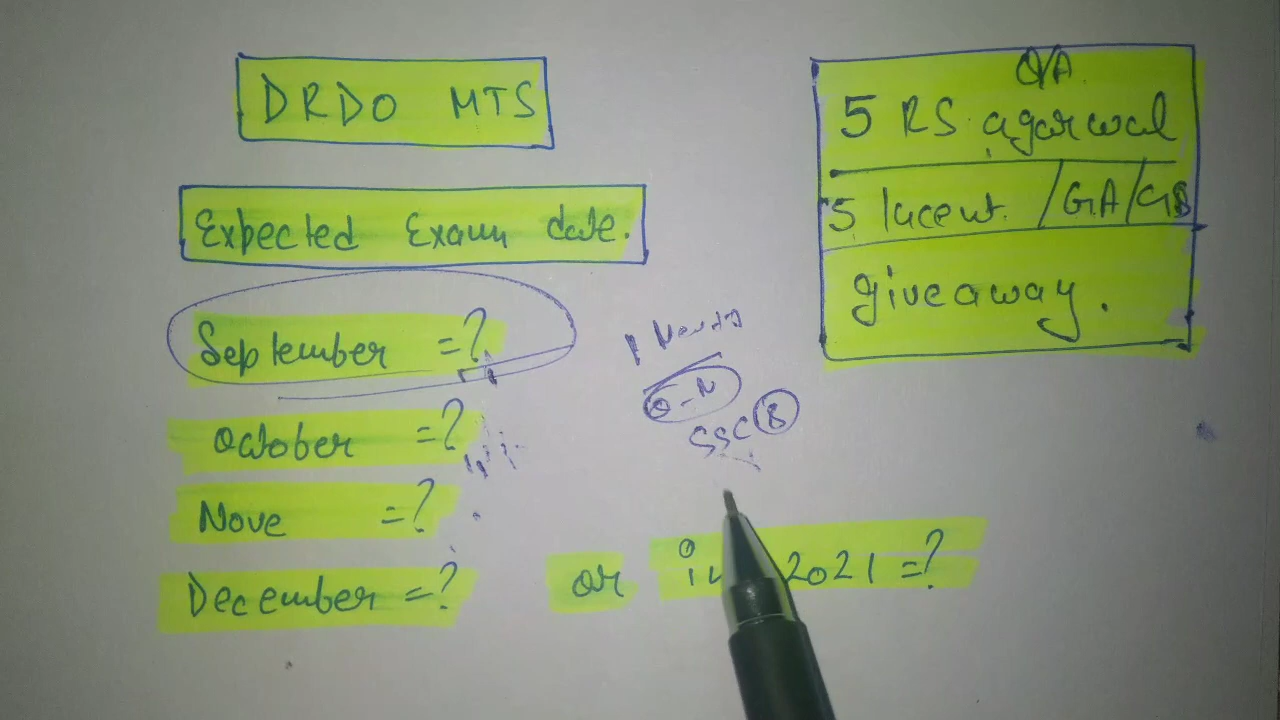 DRDO MTS
Expected Exam date.
September =?
October =?
Nove =?
December =? or in 2021 =?
O-N
SSC B
Q/A.
5 RS. agarwal
5 lucent. /GA/GS
giveaway.